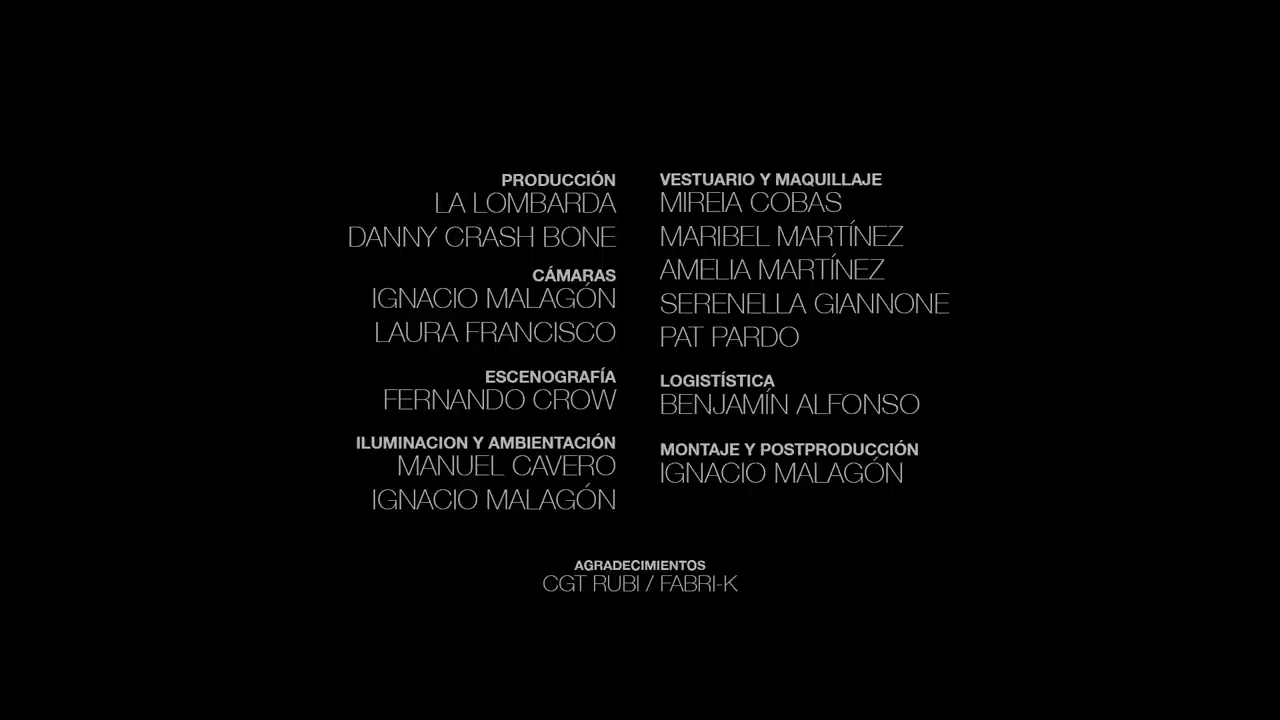 PRODUCCIÓN
LA LOMBARDA
DANNY CRASH BONE
CÁMARAS
IGNACIO MALAGÓN
LAURA FRANCISCO
ESCENOGRAFÍA
FERNANDO CROW
ILUMINACION Y AMBIENTACIÓN
MANUEL CAVERO
IGNACIO MALAGÓN
VESTUARIO Y MAQUILLAJE
MIREIA COBAS
MARIBEL MARTÍNEZ
AMELIA MARTÍNEZ
SERENELLA GIANNONE
PAT PARDO
LOGISTÍSTICA
BENJAMÍN ALFONSO
MONTAJE Y POSTPRODUCCIÓN
IGNACIO MALAGÓN
AGRADECIMIENTOS
CGT RUBI / FABRI-K